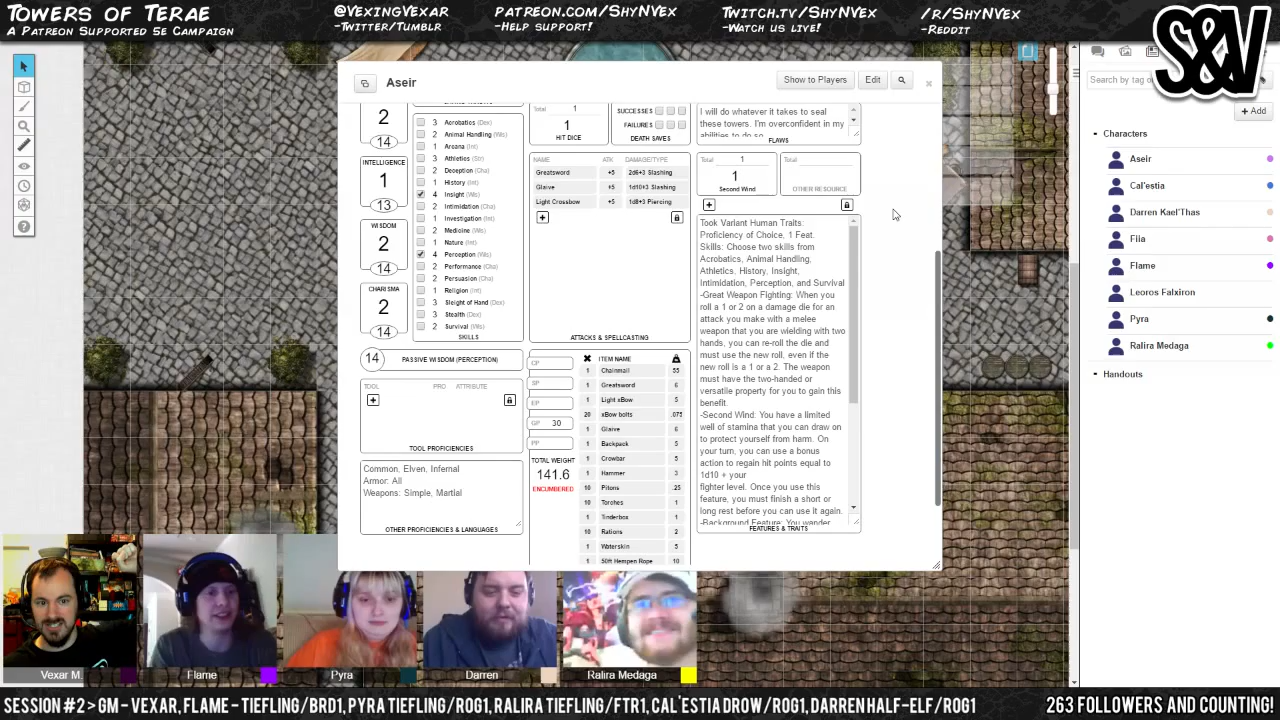 Towers of Terae
A Patreon Supported 5e Campaign
@VexingVexar
-Twitter/Tumblr
patreon.com/ShyNVex
-Help support!
Twitch.tv/ShyNVex
-Watch us live!
/r/ShyNVex
-Reddit
S&V
Aseir
Show to Players
Edit
2
14
INTELLIGENCE
1
13
WISDOM
2
14
CHARISMA
2
14
3 Acrobatics (Dex)
2 Animal Handling (Wis)
1 Arcana (Int)
3 Athletics (Str)
2 Deception (Cha)
1 History (Int)
4 Insight (Wis)
2 Intimidation (Cha)
1 Investigation (Int)
2 Medicine (Wis)
1 Nature (Int)
4 Perception (Wis)
2 Performance (Cha)
2 Persuasion (Cha)
1 Religion (Int)
3 Sleight of Hand (Dex)
3 Stealth (Dex)
2 Survival (Wis)
SKILLS
14 PASSIVE WISDOM (PERCEPTION)
TOOL PRO ATTRIBUTE
TOOL PROFICIENCIES
Common, Elven, Infernal
Armor: All
Weapons: Simple, Martial
OTHER PROFICIENCIES & LANGUAGES
Total 1
1
HIT DICE
SUCCESSES
FAILURES
DEATH SAVES
NAME ATK DAMAGE/TYPE
Greatsword +5 2d6+3 Slashing
Glaive +5 1d10+3 Slashing
Light Crossbow +5 1d8+3 Piercing
ATTACKS & SPELLCASTING
CP
SP
EP
GP 30
PP
TOTAL WEIGHT
141.6
ENCUMBERED
ITEM NAME
1 Chainmail 55
1 Greatsword 6
1 Light xBow 5
20 xBow bolts .075
1 Glaive 6
1 Backpack 5
1 Crowbar 5
1 Hammer 3
10 Pitons .25
10 Torches 1
1 Tinderbox 1
10 Rations 2
1 Waterskin 5
1 50ft Hempen Rope 10
I will do whatever it takes to seal
these towers. I'm overconfident in my
abilities to do so
FLAWS
Total 1
1
Second Wind
Total
OTHER RESOURCE
Took Variant Human Traits:
Proficiency of Choice, 1 Feat.
Skills: Choose two skills from
Acrobatics, Animal Handling,
Athletics, History, Insight,
Intimidation, Perception, and Survival
-Great Weapon Fighting: When you
roll a 1 or 2 on a damage die for an
attack you make with a melee
weapon that you are wielding with two
hands, you can re-roll the die and
must use the new roll, even if the
new roll is a 1 or a 2. The weapon
must have the two-handed or
versatile property for you to gain this
benefit.
-Second Wind: You have a limited
well of stamina that you can draw on
to protect yourself from harm. On
your turn, you can use a bonus
action to regain hit points equal to
1d10 + your
fighter level. Once you use this
feature, you must finish a short or
long rest before you can use it again.
-Background Feature: You wander
FEATURES & TRAITS
Search by tag or
+ Add
Characters
Aseir
Cal'estia
Darren Kael'Thas
Fiia
Flame
Leoros Falxiron
Pyra
Ralira Medaga
Handouts
Vexar M.
Flame
Pyra
Darren
Ralira Medaga
SESSION #2 > GM - VEXAR, FLAME - TIEFLING/BRD1, PYRA TIEFLING/ROG1, RALIRA TIEFLING/FTR1, CAL'ESTIA DROW/ROG1, DARREN HALF-ELF/ROG1
263 FOLLOWERS AND COUNTING!